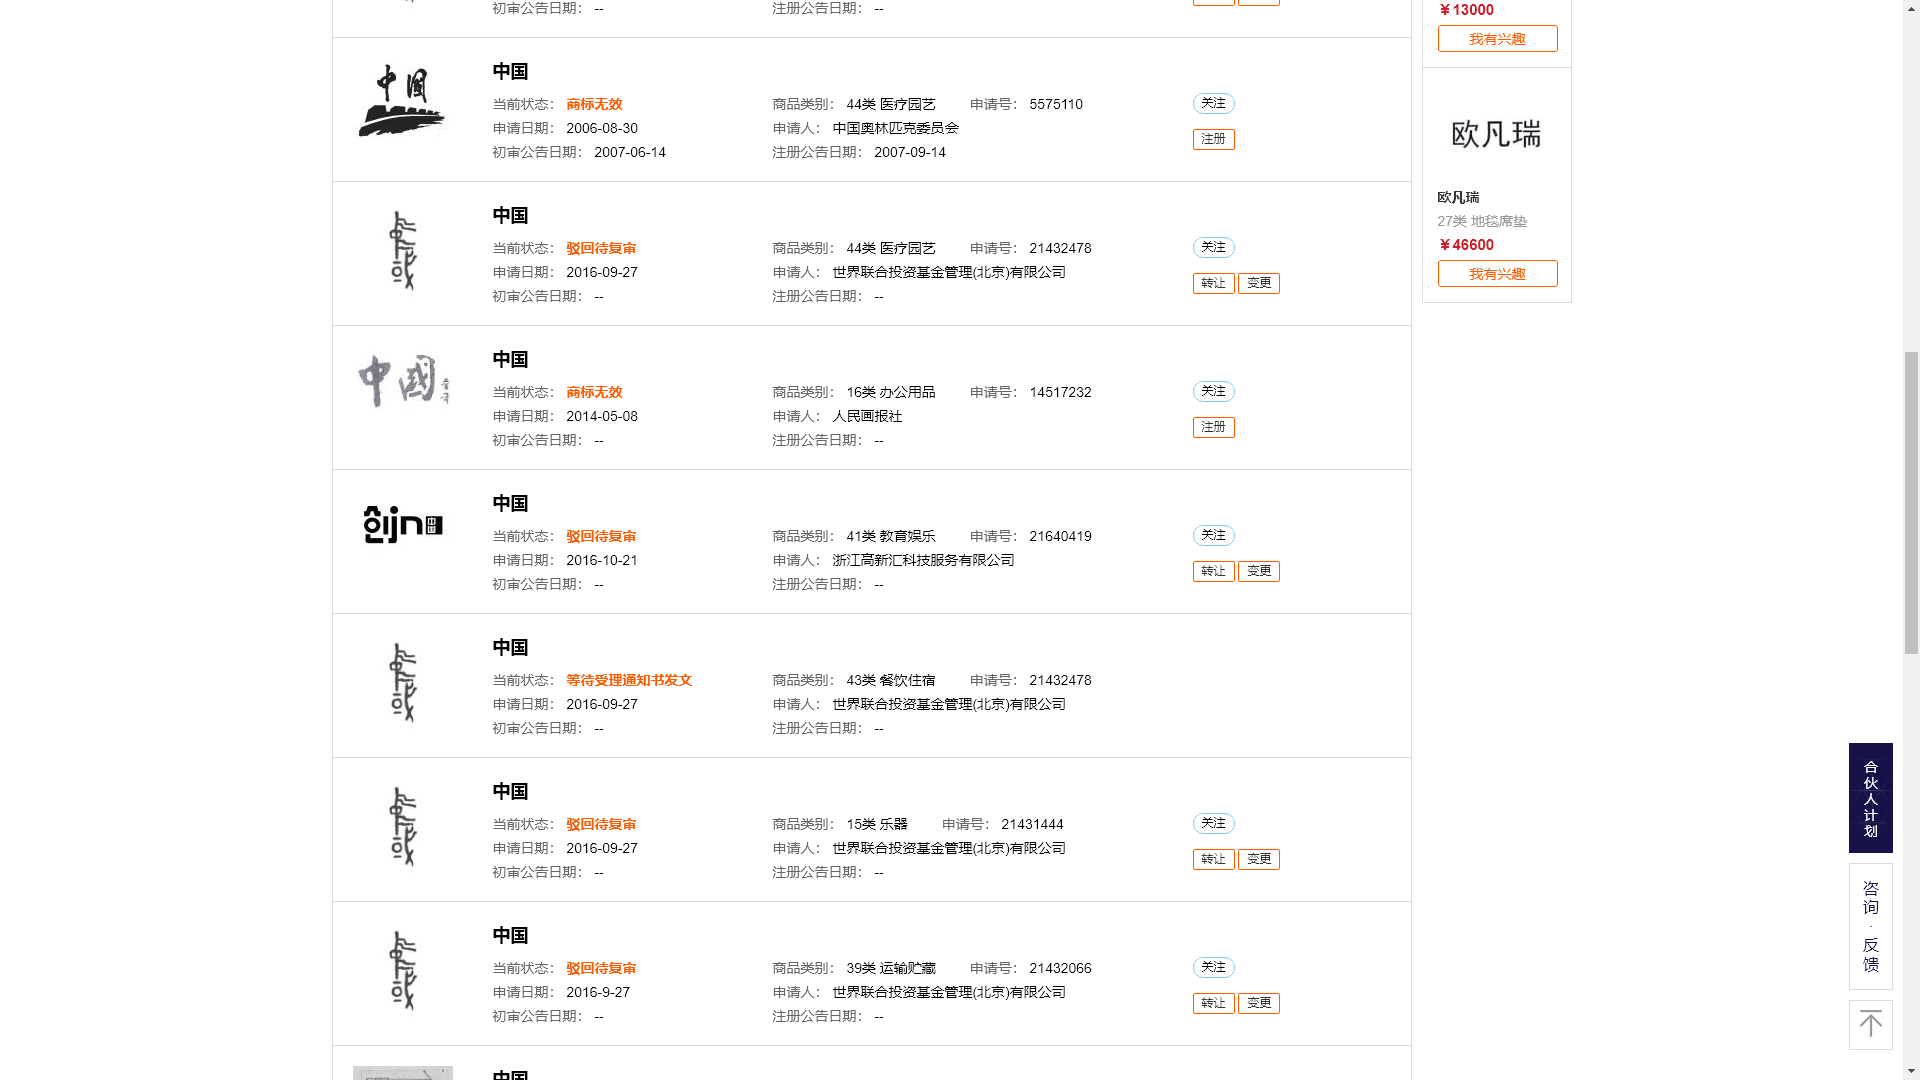 初审公告日期： --
注册公告日期： --
中国
中國
当前状态： 商标无效
商品类别： 44类 医疗园艺
申请号： 5575110
关注
申请日期： 2006-08-30
申请人： 中国奥林匹克委员会
注册
初审公告日期： 2007-06-14
注册公告日期： 2007-09-14
中国
当前状态： 驳回待复审
商品类别： 44类 医疗园艺
申请号： 21432478
关注
申请日期： 2016-09-27
申请人： 世界联合投资基金管理(北京)有限公司
转让 变更
初审公告日期： --
注册公告日期： --
中国
中國
当前状态： 商标无效
商品类别： 16类 办公用品
申请号： 14517232
关注
申请日期： 2014-05-08
申请人： 人民画报社
注册
初审公告日期： --
注册公告日期： --
中国
当前状态： 驳回待复审
商品类别： 41类 教育娱乐
申请号： 21640419
关注
申请日期： 2016-10-21
申请人： 浙江高新汇科技服务有限公司
转让 变更
初审公告日期： --
注册公告日期： --
中国
当前状态： 等待受理通知书发文
商品类别： 43类 餐饮住宿
申请号： 21432478
申请日期： 2016-09-27
申请人： 世界联合投资基金管理(北京)有限公司
初审公告日期： --
注册公告日期： --
中国
当前状态： 驳回待复审
商品类别： 15类 乐器
申请号： 21431444
关注
申请日期： 2016-09-27
申请人： 世界联合投资基金管理(北京)有限公司
转让 变更
初审公告日期： --
注册公告日期： --
中国
当前状态： 驳回待复审
商品类别： 39类 运输贮藏
申请号： 21432066
关注
申请日期： 2016-9-27
申请人： 世界联合投资基金管理(北京)有限公司
转让 变更
初审公告日期： --
注册公告日期： --
中国
￥13000
我有兴趣
欧凡瑞
欧凡瑞
27类 地毯席垫
￥46600
我有兴趣
合伙人计划
咨询·反馈